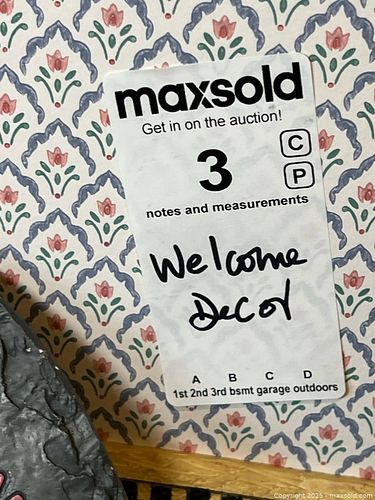 maxsold
Get in on the auction!
3
C
P
notes and measurements
Welcome
Decor
A B C D
1st 2nd 3rd bsmt garage outdoors
Copyright 2025 - maxsold.com